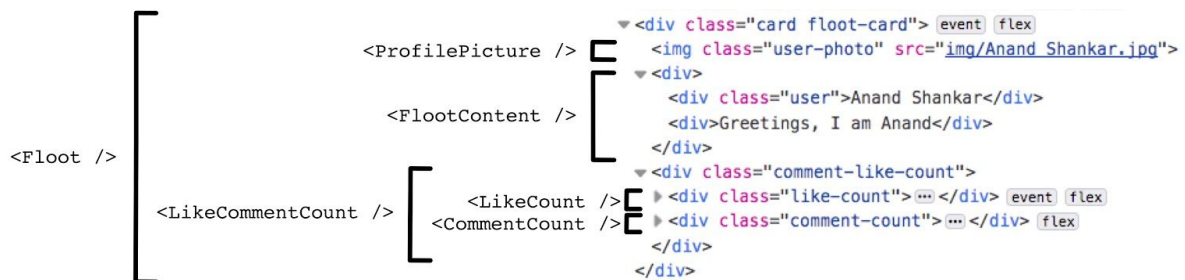 <div class="card floot-card"> event flex
<ProfilePicture /> <img class="user-photo" src="img/Anand Shankar.jpg">
<div>
<div class="user">Anand Shankar</div>
<FlootContent /> <div>Greetings, I am Anand</div>
</div>
<Floot />
<div class="comment-like-count">
<LikeCommentCount /> <LikeCount /> <div class="like-count">⋯</div> event flex
<CommentCount /> <div class="comment-count">⋯</div> flex
</div>
</div>